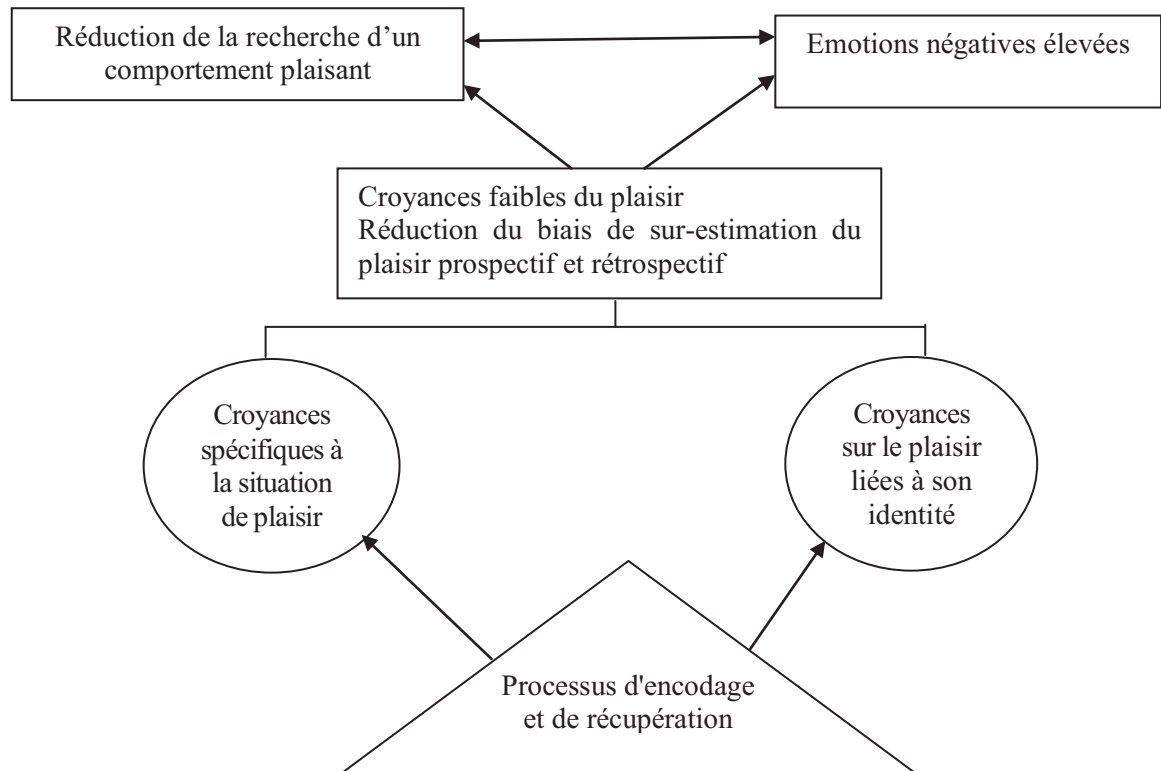 Réduction de la recherche d’un
comportement plaisant
Emotions négatives élevées
Croyances faibles du plaisir
Réduction du biais de sur-estimation du
plaisir prospectif et rétrospectif
Croyances
spécifiques à
la situation
de plaisir
Croyances
sur le plaisir
liées à son
identité
Processus d'encodage
et de récupération